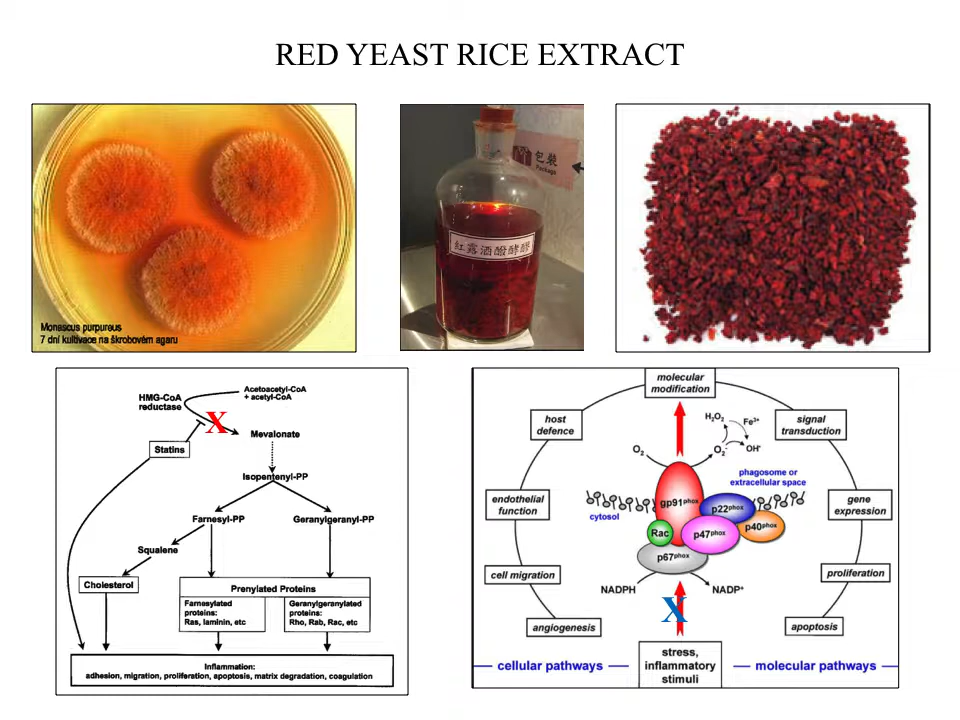 RED YEAST RICE EXTRACT
Monascus purpureus
7 dní kultivace na škrobovém agaru
包裝
Package
紅露酒醱酵醪
Acetoacetyl-CoA
+ acetyl-CoA
HMG-CoA
reductase
X
Mevalonate
Statins
Isopentenyl-PP
Farnesyl-PP
Geranylgeranyl-PP
Squalene
Cholesterol
Prenylated Proteins
Farnesylated
proteins:
Ras, laminin, etc
Geranylgeranylated
proteins:
Rho, Rab, Rac, etc
Inflammation:
adhesion, migration, proliferation, apoptosis, matrix degradation, coagulation
molecular
modification
host
defence
signal
transduction
H₂O₂
Fe³⁺
O₂
O₂⁻
OH•
phagosome or
extracellular space
endothelial
function
gene
expression
cytosol
gp91phox
p22phox
p40phox
Rac
p47phox
p67phox
cell migration
proliferation
NADPH
NADP⁺
X
angiogenesis
apoptosis
stress,
inflammatory
stimuli
cellular pathways
molecular pathways